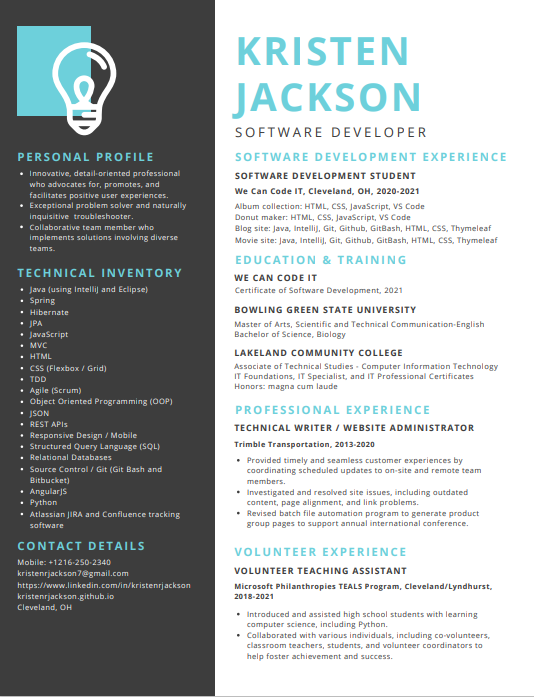 KRISTEN
JACKSON
SOFTWARE DEVELOPER
PERSONAL PROFILE
Innovative, detail-oriented professional
who advocates for, promotes, and
facilitates positive user experiences.
Exceptional problem solver and naturally
inquisitive troubleshooter.
Collaborative team member who
implements solutions involving diverse
teams.
TECHNICAL INVENTORY
Java (using IntelliJ and Eclipse)
Spring
Hibernate
JPA
JavaScript
MVC
HTML
CSS (Flexbox / Grid)
TDD
Agile (Scrum)
Object Oriented Programming (OOP)
JSON
REST APIs
Responsive Design / Mobile
Structured Query Language (SQL)
Relational Databases
Source Control / Git (Git Bash and
Bitbucket)
AngularJS
Python
Atlassian JIRA and Confluence tracking
software
CONTACT DETAILS
Mobile: +1216-250-2340
kristenrjackson7@gmail.com
https://www.linkedin.com/in/kristenrjackson
kristenrjackson.github.io
Cleveland, OH
SOFTWARE DEVELOPMENT EXPERIENCE
SOFTWARE DEVELOPMENT STUDENT
We Can Code IT, Cleveland, OH, 2020-2021
Album collection: HTML, CSS, JavaScript, VS Code
Donut maker: HTML, CSS, JavaScript, VS Code
Blog site: Java, IntelliJ, Git, Github, GitBash, HTML, CSS, Thymeleaf
Movie site: Java, IntelliJ, Git, Github, GitBash, HTML, CSS, Thymeleaf
EDUCATION & TRAINING
WE CAN CODE IT
Certificate of Software Development, 2021
BOWLING GREEN STATE UNIVERSITY
Master of Arts, Scientific and Technical Communication-English
Bachelor of Science, Biology
LAKELAND COMMUNITY COLLEGE
Associate of Technical Studies - Computer Information Technology
IT Foundations, IT Specialist, and IT Professional Certificates
Honors: magna cum laude
PROFESSIONAL EXPERIENCE
TECHNICAL WRITER / WEBSITE ADMINISTRATOR
Trimble Transportation, 2013-2020
Provided timely and seamless customer experiences by
coordinating scheduled updates to on-site and remote team
members.
Investigated and resolved site issues, including outdated
content, page alignment, and link problems.
Revised batch file automation program to generate product
group pages to support annual international conference.
VOLUNTEER EXPERIENCE
VOLUNTEER TEACHING ASSISTANT
Microsoft Philanthropies TEALS Program, Cleveland/Lyndhurst,
2018-2021
Introduced and assisted high school students with learning
computer science, including Python.
Collaborated with various individuals, including co-volunteers,
classroom teachers, students, and volunteer coordinators to
help foster achievement and success.